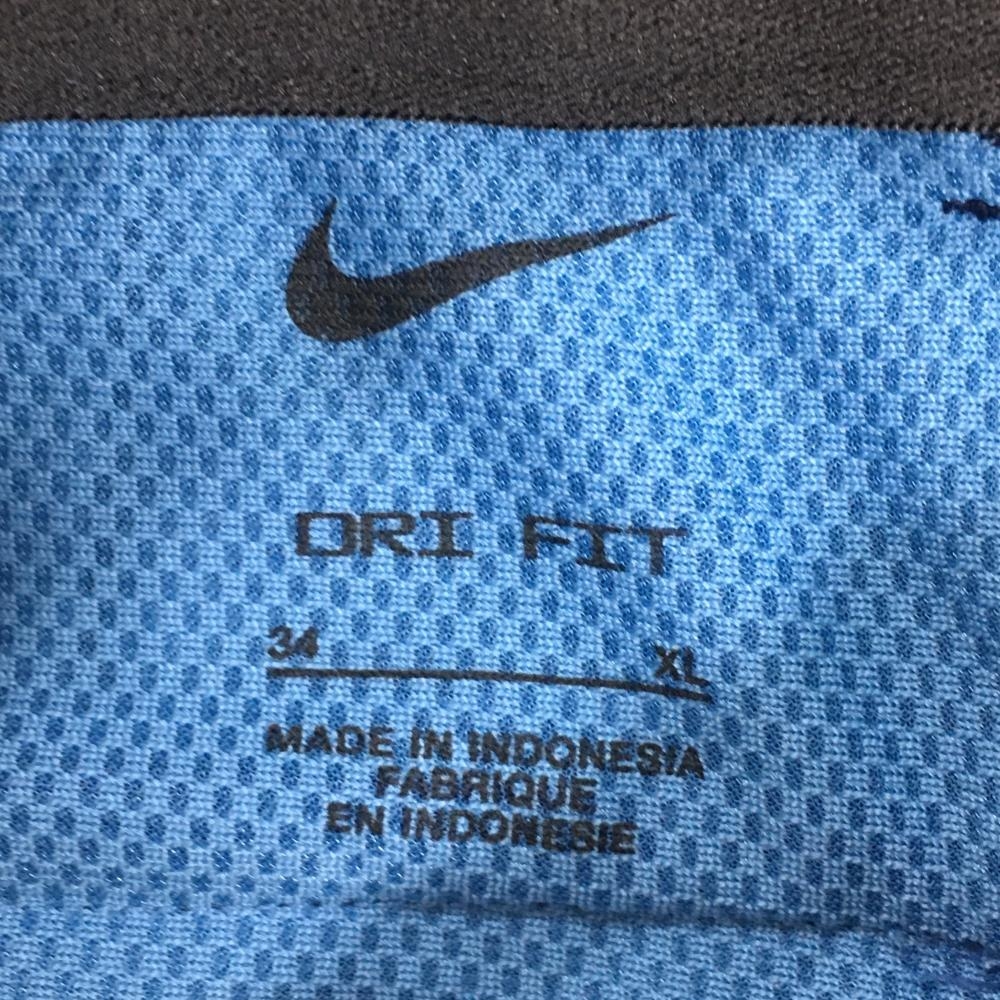 DRI FIT
34 XL
MADE IN INDONESIA
FABRIQUE
EN INDONESIE